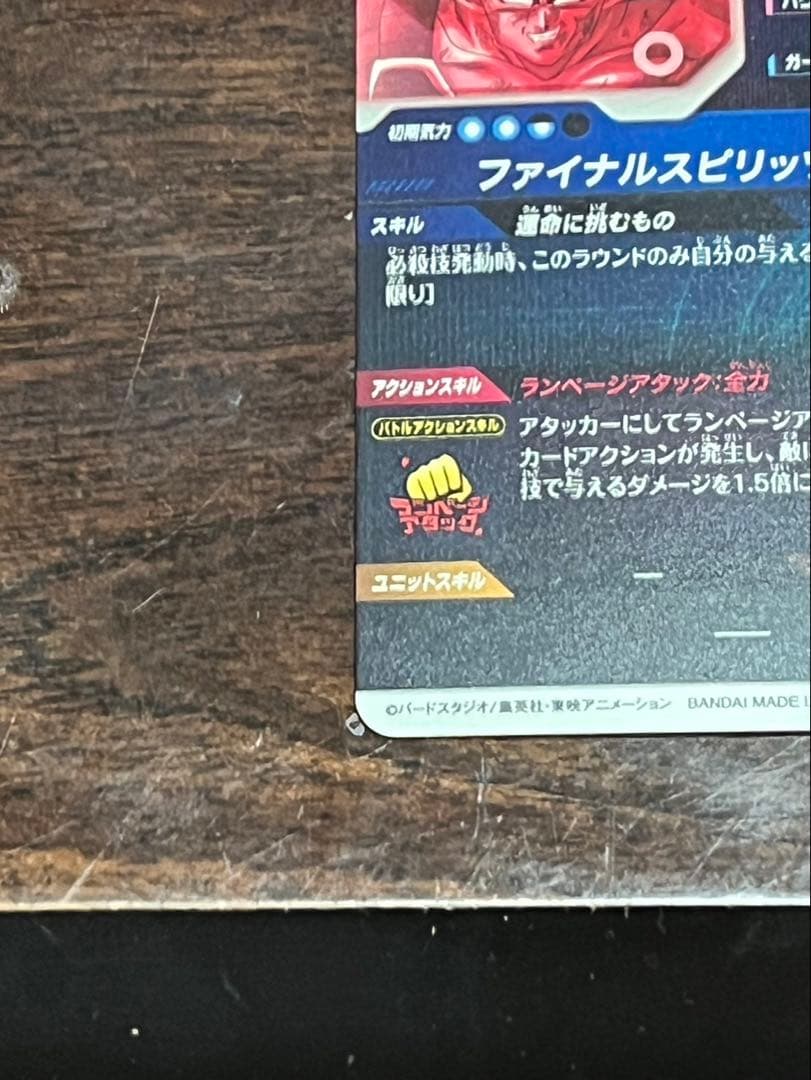 初期気力
ファイナルスピリッ
スキル 運命に挑むもの
必殺技発動時、このラウンドのみ自分の与える
限り]
アクションスキル ランページアタック:全力
バトルアクションスキル
アタッカーにしてランページア
カードアクションが発生し、敵
技で与えるダメージを1.5倍に
ランページ
アタック
ユニットスキル ー
©バードスタジオ/集英社・東映アニメーション BANDAI MADE I